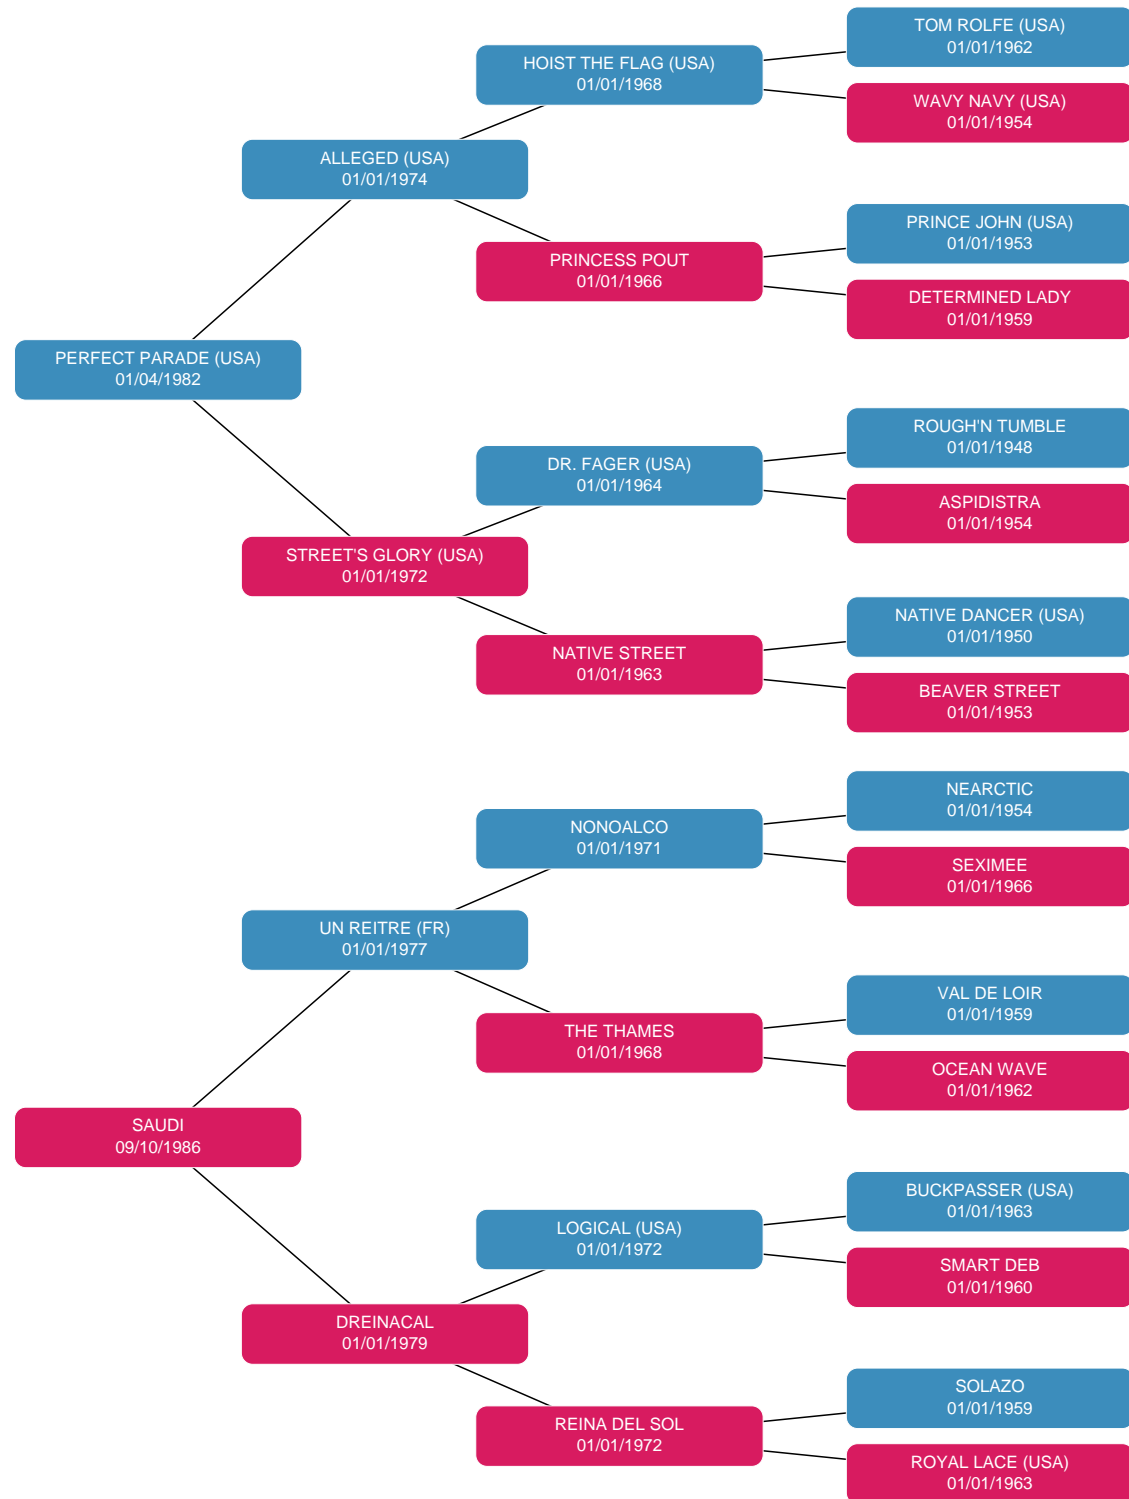 TOM ROLFE (USA)
01/01/1962
HOIST THE FLAG (USA)
01/01/1968
WAVY NAVY (USA)
01/01/1954
ALLEGED (USA)
01/01/1974
PRINCE JOHN (USA)
01/01/1953
PRINCESS POUT
01/01/1966
DETERMINED LADY
01/01/1959
PERFECT PARADE (USA)
01/04/1982
ROUGH'N TUMBLE
01/01/1948
DR. FAGER (USA)
01/01/1964
ASPIDISTRA
01/01/1954
STREET'S GLORY (USA)
01/01/1972
NATIVE DANCER (USA)
01/01/1950
NATIVE STREET
01/01/1963
BEAVER STREET
01/01/1953
NEARCTIC
01/01/1954
NONOALCO
01/01/1971
SEXIMEE
01/01/1966
UN REITRE (FR)
01/01/1977
VAL DE LOIR
01/01/1959
THE THAMES
01/01/1968
OCEAN WAVE
01/01/1962
SAUDI
09/10/1986
BUCKPASSER (USA)
01/01/1963
LOGICAL (USA)
01/01/1972
SMART DEB
01/01/1960
DREINACAL
01/01/1979
SOLAZO
01/01/1959
REINA DEL SOL
01/01/1972
ROYAL LACE (USA)
01/01/1963